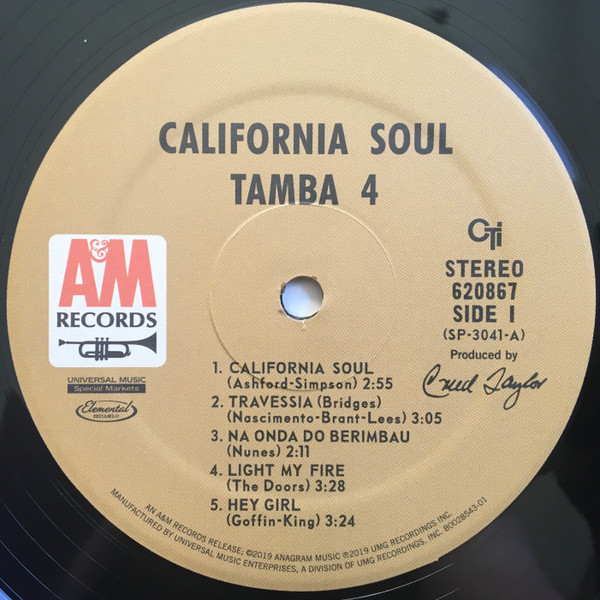 CALIFORNIA SOUL
TAMBA 4
A&M
RECORDS
UNIVERSAL MUSIC
Special Markets
Elemental
CTi
STEREO
620867
SIDE 1
(SP-3041-A)
Produced by
Creed Taylor
1. CALIFORNIA SOUL
(Ashford-Simpson) 2:55
2. TRAVESSIA (Bridges)
(Nascimento-Brant-Lees) 3:05
3. NA ONDA DO BERIMBAU
(Nunes) 2:11
4. LIGHT MY FIRE
(The Doors) 3:28
5. HEY GIRL
(Goffin-King) 3:24
AN A&M RECORDS RELEASE; ©2019 ANAGRAM MUSIC ℗2019 UMG RECORDINGS INC.
MANUFACTURED BY UNIVERSAL MUSIC ENTERPRISES, A DIVISION OF UMG RECORDINGS, INC. B0028543-01